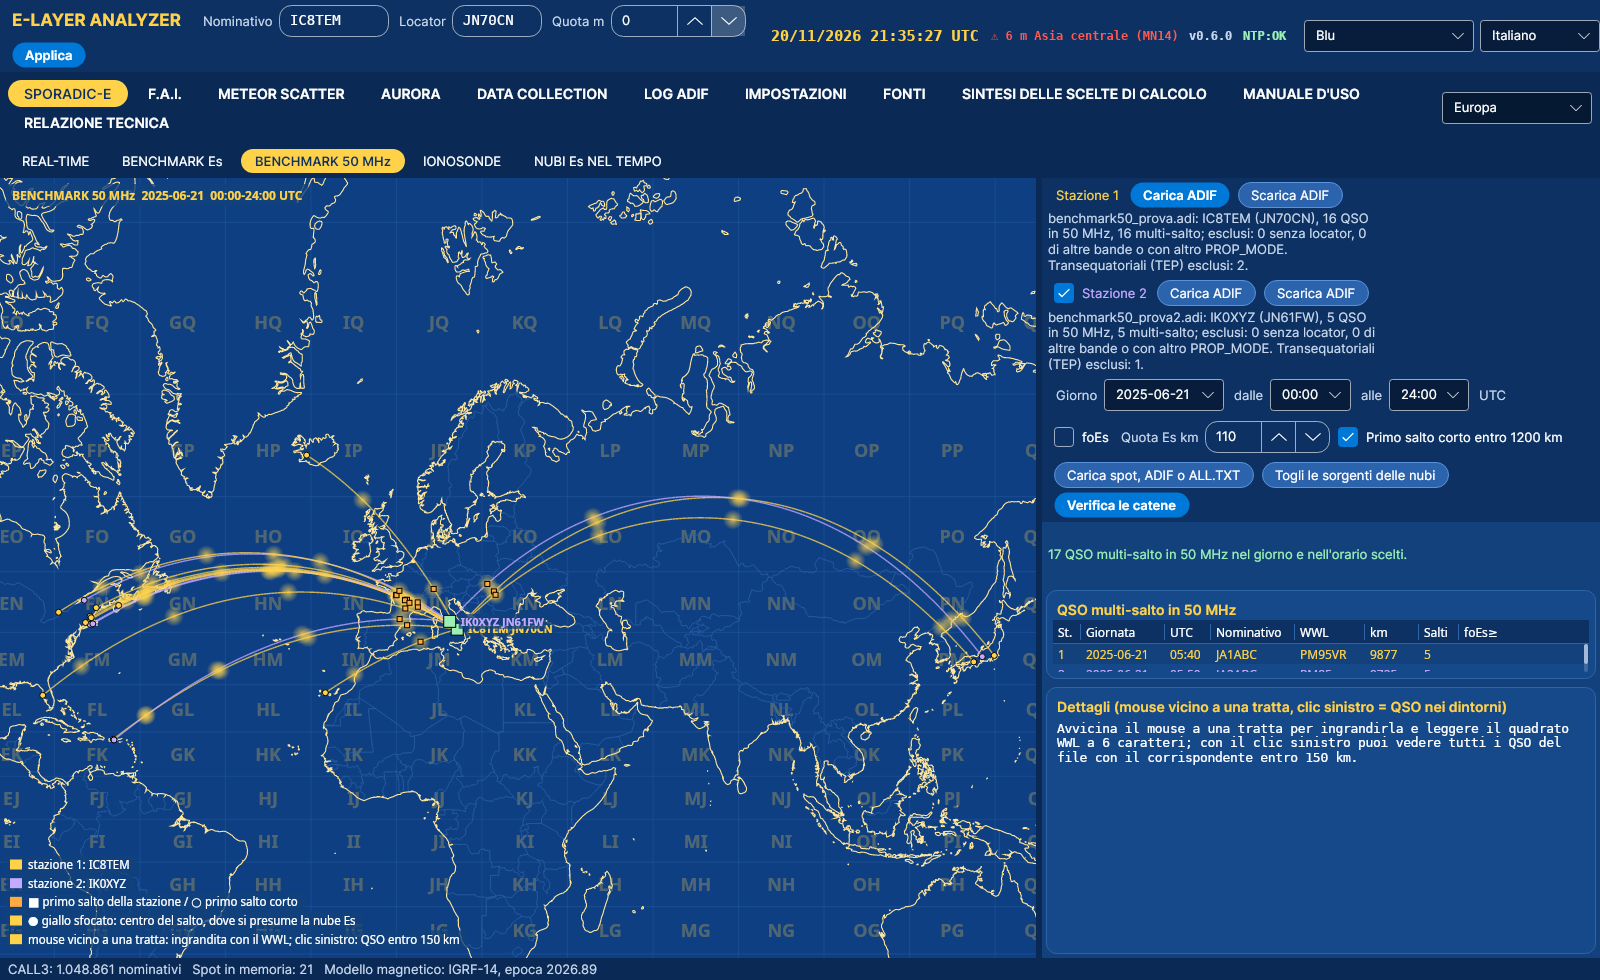 E-LAYER ANALYZER
Nominativo IC8TEM Locator JN70CN Quota m 0
Applica
20/11/2026 21:35:27 UTC ⚠ 6 m Asia centrale (MN14) v0.6.0 NTP:OK Blu Italiano
SPORADIC-E F.A.I. METEOR SCATTER AURORA DATA COLLECTION LOG ADIF IMPOSTAZIONI FONTI SINTESI DELLE SCELTE DI CALCOLO MANUALE D'USO
RELAZIONE TECNICA
Europa
REAL-TIME BENCHMARK Es BENCHMARK 50 MHz IONOSONDE NUBI Es NEL TEMPO
BENCHMARK 50 MHz 2025-06-21 00:00-24:00 UTC
FQ GQ HQ IQ JQ KQ LQ MQ NQ OQ PQ
EP FP GP HP IP JP KP LP MP NP OP PP
EO FO GO HO IO KO LO MO NO OO PO
EN FN GN HN IN LN MN NN ON PN
IK0XYZ JN61FW
IC8TEM JN70CN
EM FM GM HM IM JM KM LM MM NM OM
EL FL GL HL IL JL KL LL ML NL OL PL
EK FK GK HK IK JK KK LK MK NK OK PK
EJ FJ GJ HJ IJ JJ KJ LJ MJ NJ OJ PJ
EI FI GI HI II JI KI LI MI NI OI PI
GH HH IH JH KH LH MH NH OH PH
KG LG MG NG OG PG
stazione 1: IC8TEM
stazione 2: IK0XYZ
■ primo salto della stazione / ○ primo salto corto
● giallo sfocato: centro del salto, dove si presume la nube Es
mouse vicino a una tratta: ingrandita con il WWL; clic sinistro: QSO entro 150 km
Stazione 1 Carica ADIF Scarica ADIF
benchmark50_prova.adi: IC8TEM (JN70CN), 16 QSO
in 50 MHz, 16 multi-salto; esclusi: 0 senza locator, 0
di altre bande o con altro PROP_MODE.
Transequatoriali (TEP) esclusi: 2.
Stazione 2 Carica ADIF Scarica ADIF
benchmark50_prova2.adi: IK0XYZ (JN61FW), 5 QSO
in 50 MHz, 5 multi-salto; esclusi: 0 senza locator, 0 di
altre bande o con altro PROP_MODE. Transequatoriali
(TEP) esclusi: 1.
Giorno 2025-06-21 dalle 00:00 alle 24:00 UTC
foEs Quota Es km 110 Primo salto corto entro 1200 km
Carica spot, ADIF o ALL.TXT Togli le sorgenti delle nubi
Verifica le catene
17 QSO multi-salto in 50 MHz nel giorno e nell'orario scelti.
QSO multi-salto in 50 MHz
St. Giornata UTC Nominativo WWL km Salti foEs≥
1 2025-06-21 05:40 JA1ABC PM95VR 9877 5
Dettagli (mouse vicino a una tratta, clic sinistro = QSO nei dintorni)
Avvicina il mouse a una tratta per ingrandirla e leggere il quadrato
WWL a 6 caratteri; con il clic sinistro puoi vedere tutti i QSO del
file con il corrispondente entro 150 km.
CALL3: 1.048.861 nominativi Spot in memoria: 21 Modello magnetico: IGRF-14, epoca 2026.89